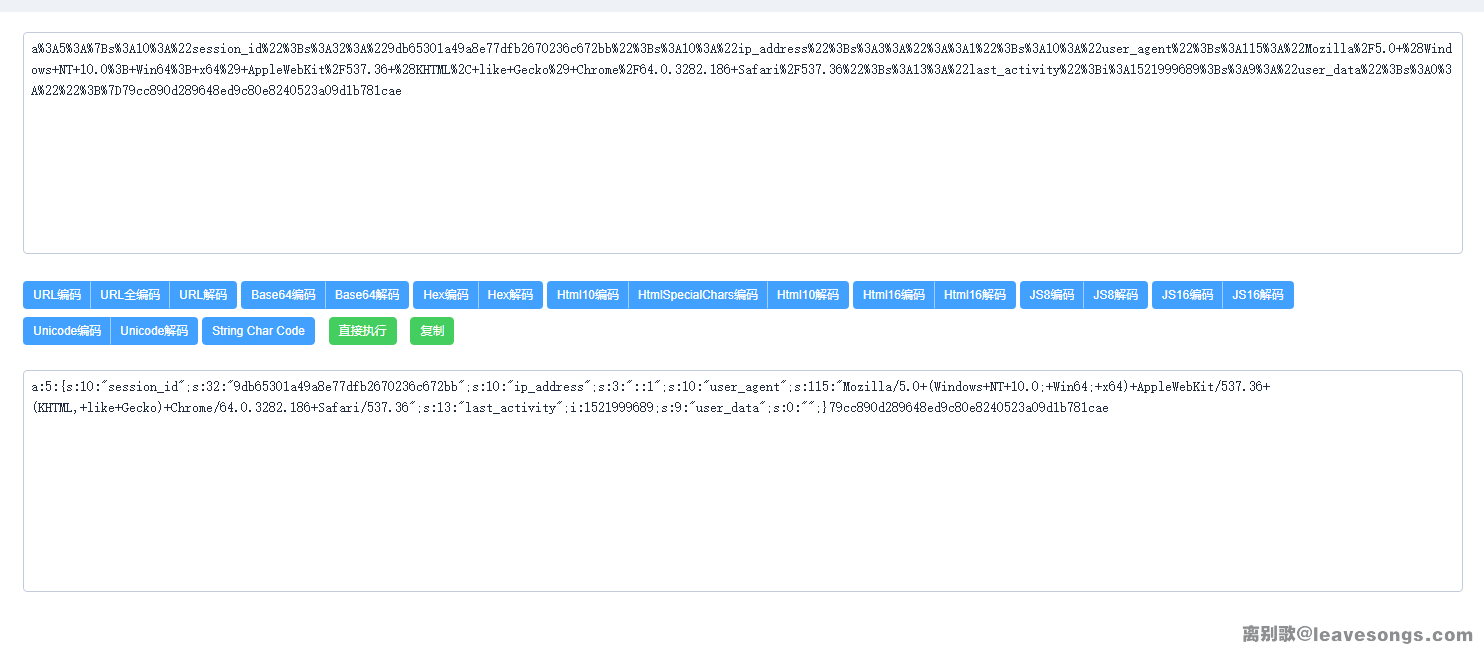 a%3A5%3A%7Bs%3A10%3A%22session_id%22%3Bs%3A32%3A%229db65301a49a8e77dfb2670236c672bb%22%3Bs%3A10%3A%22ip_address%22%3Bs%3A3%3A%22%3A%3A1%22%3Bs%3A10%3A%22user_agent%22%3Bs%3A115%3A%22Mozilla%2F5.0+%28Wind
ows+NT+10.0%3B+Win64%3B+x64%29+AppleWebKit%2F537.36+%28KHTML%2C+like+Gecko%29+Chrome%2F64.0.3282.186+Safari%2F537.36%22%3Bs%3A13%3A%22last_activity%22%3Bi%3A1521999689%3Bs%3A9%3A%22user_data%22%3Bs%3A0%3
A%22%22%3B%7D79cc890d289648ed9c80e8240523a09d1b781cae
URL编码 URL全编码 URL解码 Base64编码 Base64解码 Hex编码 Hex解码 Html10编码 HtmlSpecialChars编码 Html10解码 Html16编码 Html16解码 JS8编码 JS8解码 JS16编码 JS16解码
Unicode编码 Unicode解码 String Char Code 直接执行 复制
a:5:{s:10:"session_id";s:32:"9db65301a49a8e77dfb2670236c672bb";s:10:"ip_address";s:3:"::1";s:10:"user_agent";s:115:"Mozilla/5.0+(Windows+NT+10.0;+Win64;+x64)+AppleWebKit/537.36+
(KHTML,+like+Gecko)+Chrome/64.0.3282.186+Safari/537.36";s:13:"last_activity";i:1521999689;s:9:"user_data";s:0:"";}79cc890d289648ed9c80e8240523a09d1b781cae
离别歌@leavesongs.com